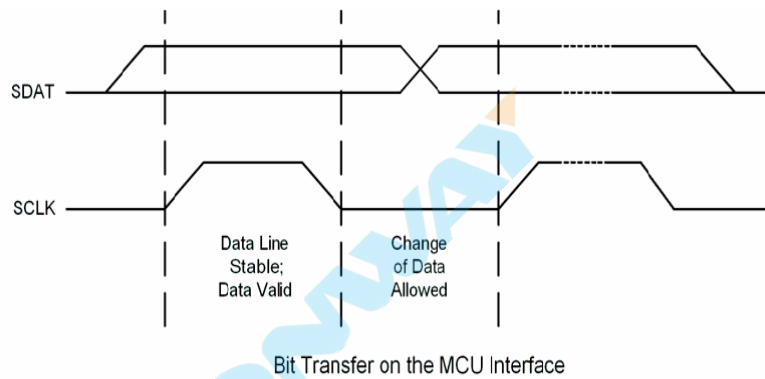 SDAT
SCLK
Data Line
Stable;
Data Valid
Change
of Data
Allowed
Bit Transfer on the MCU Interface